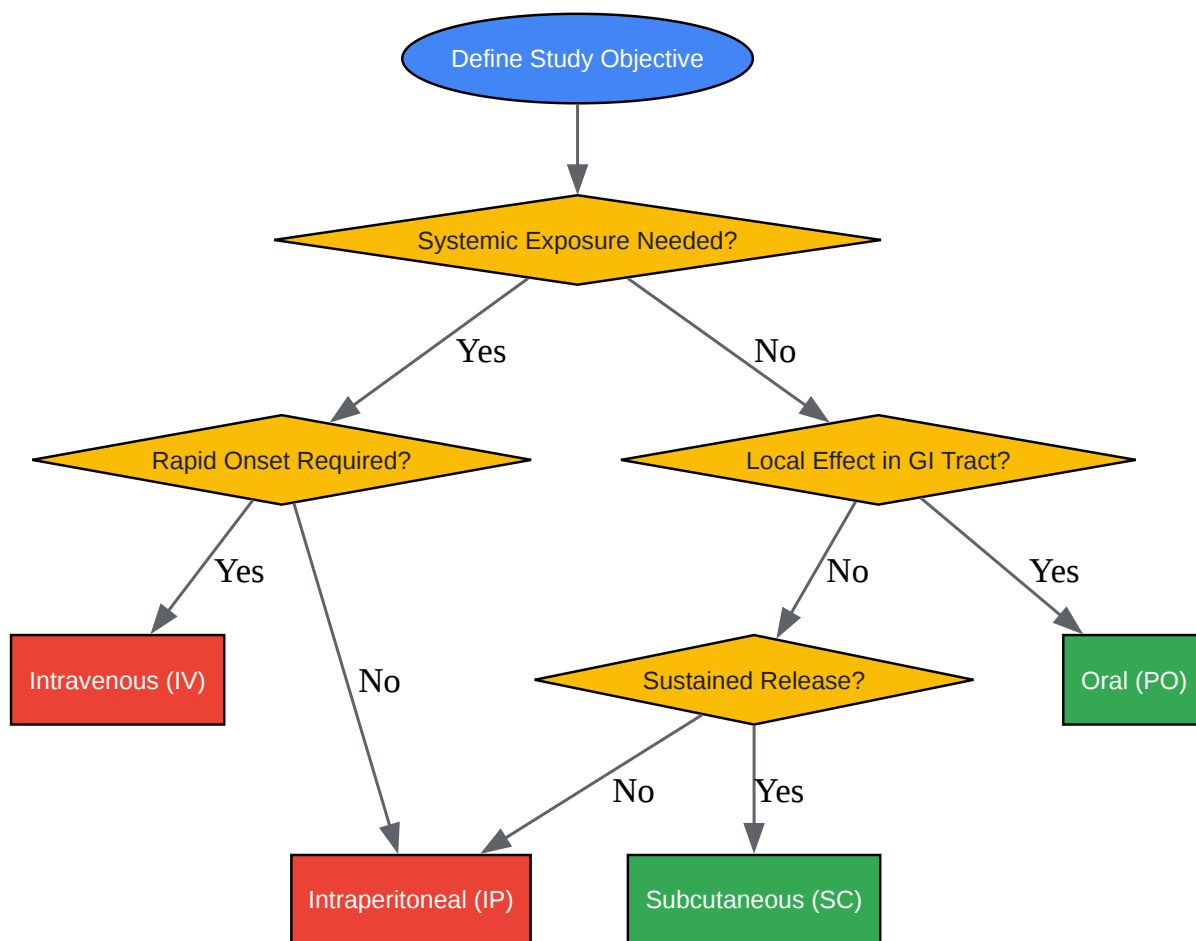 Define Study Objective
Systemic Exposure Needed?
Yes
No
Rapid Onset Required?
Local Effect in GI Tract?
Yes
No
Yes
Intravenous (IV)
No
Sustained Release?
Oral (PO)
No
Yes
Intraperitoneal (IP)
Subcutaneous (SC)